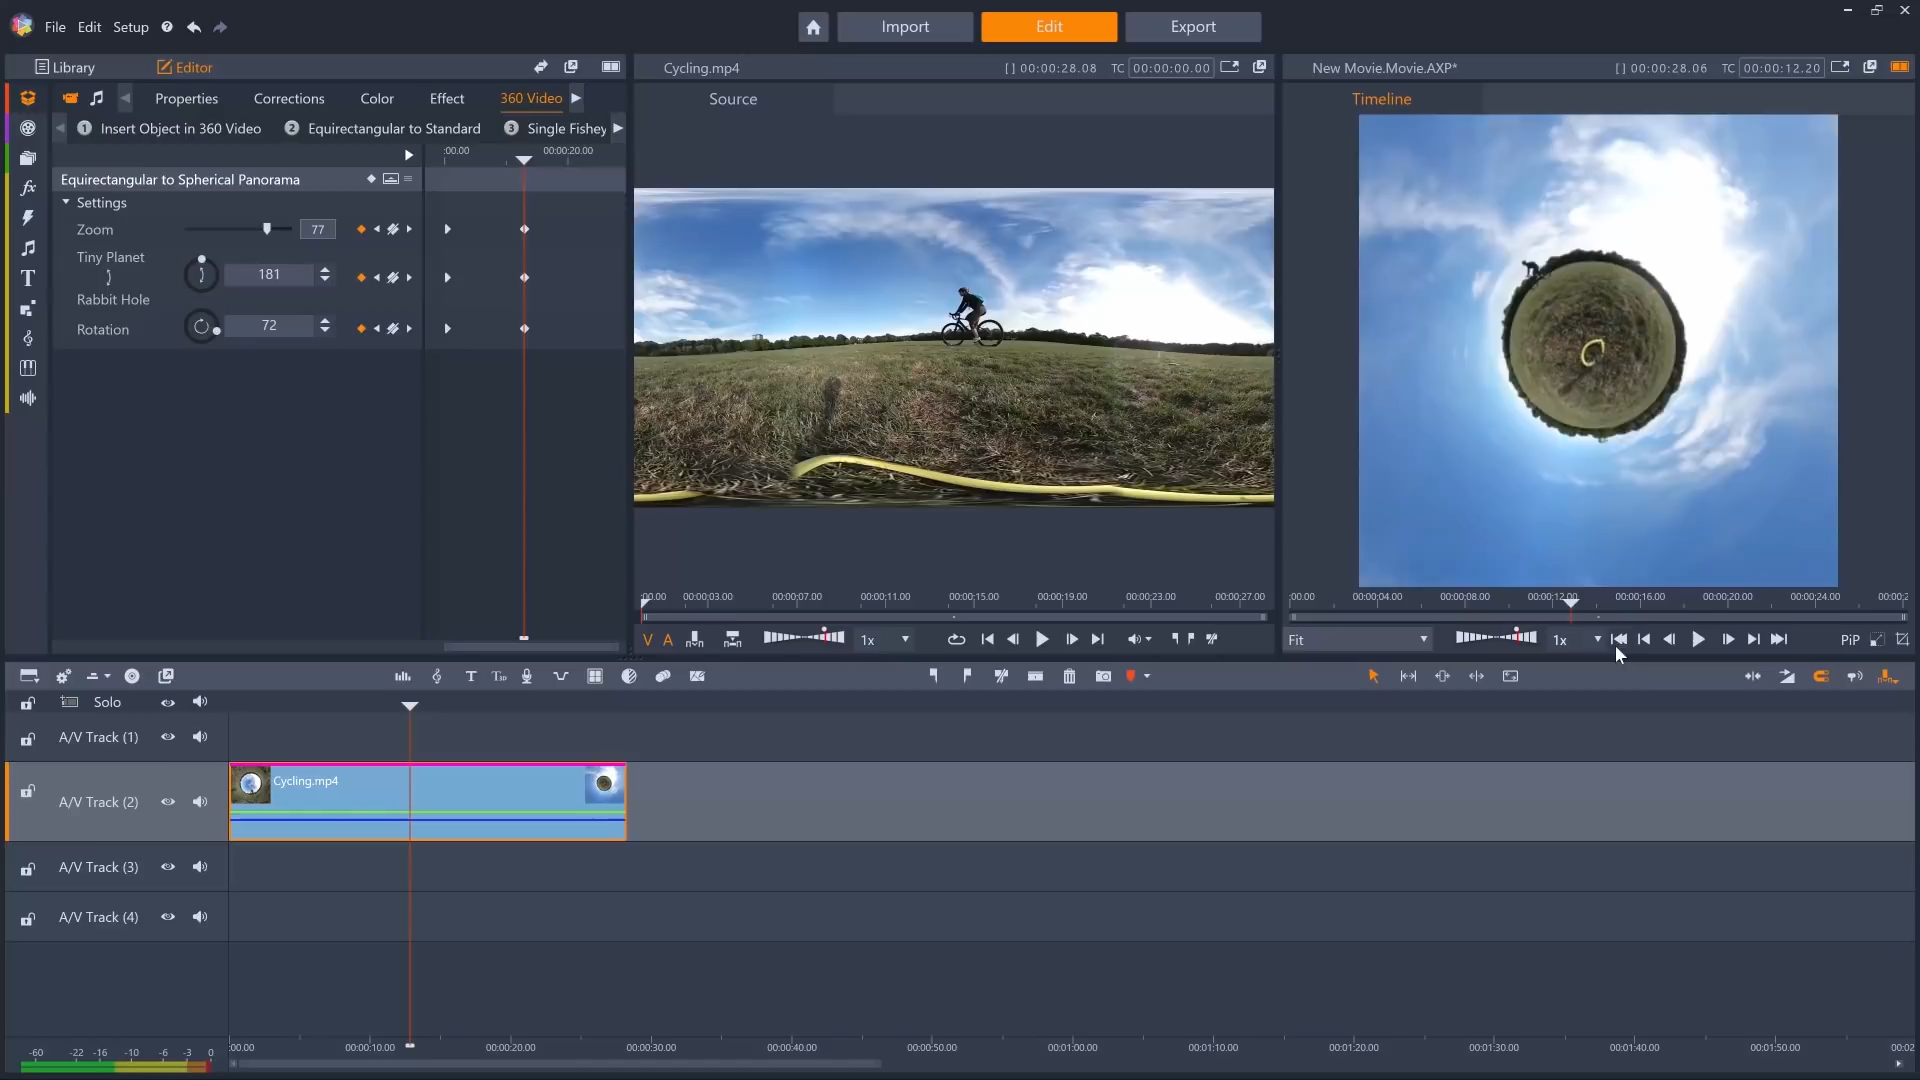 File Edit Setup
Import Edit Export
Library Editor
Cycling.mp4 [] 00:00:28.08 TC 00:00:00.00
New Movie.Movie.AXP* [] 00:00:28.06 TC 00:00:12.20
Properties Corrections Color Effect 360 Video
Source
Timeline
1 Insert Object in 360 Video 2 Equirectangular to Standard 3 Single Fishey
:00.00 00:00:20.00
Equirectangular to Spherical Panorama
Settings
Zoom 77
Tiny Planet
181
Rabbit Hole
Rotation 72
:00.00 00:00:03.00 00:00:07.00 00:00:11.00 00:00:15.00 00:00:19.00 00:00:23.00 00:00:27.00
:00.00 00:00:04.00 00:00:08.00 00:00:12.00 00:00:16.00 00:00:20.00 00:00:24.00 00:00:2
V A 1x
Fit 1x PiP
Solo
A/V Track (1)
Cycling.mp4
A/V Track (2)
A/V Track (3)
A/V Track (4)
:00.00 00:00:10.00 00:00:20.00 00:00:30.00 00:00:40.00 00:00:50.00 00:01:00.00 00:01:10.00 00:01:20.00 00:01:30.00 00:01:40.00 00:01:50.00 00:02
-60 -22 -16 -10 -6 -3 0